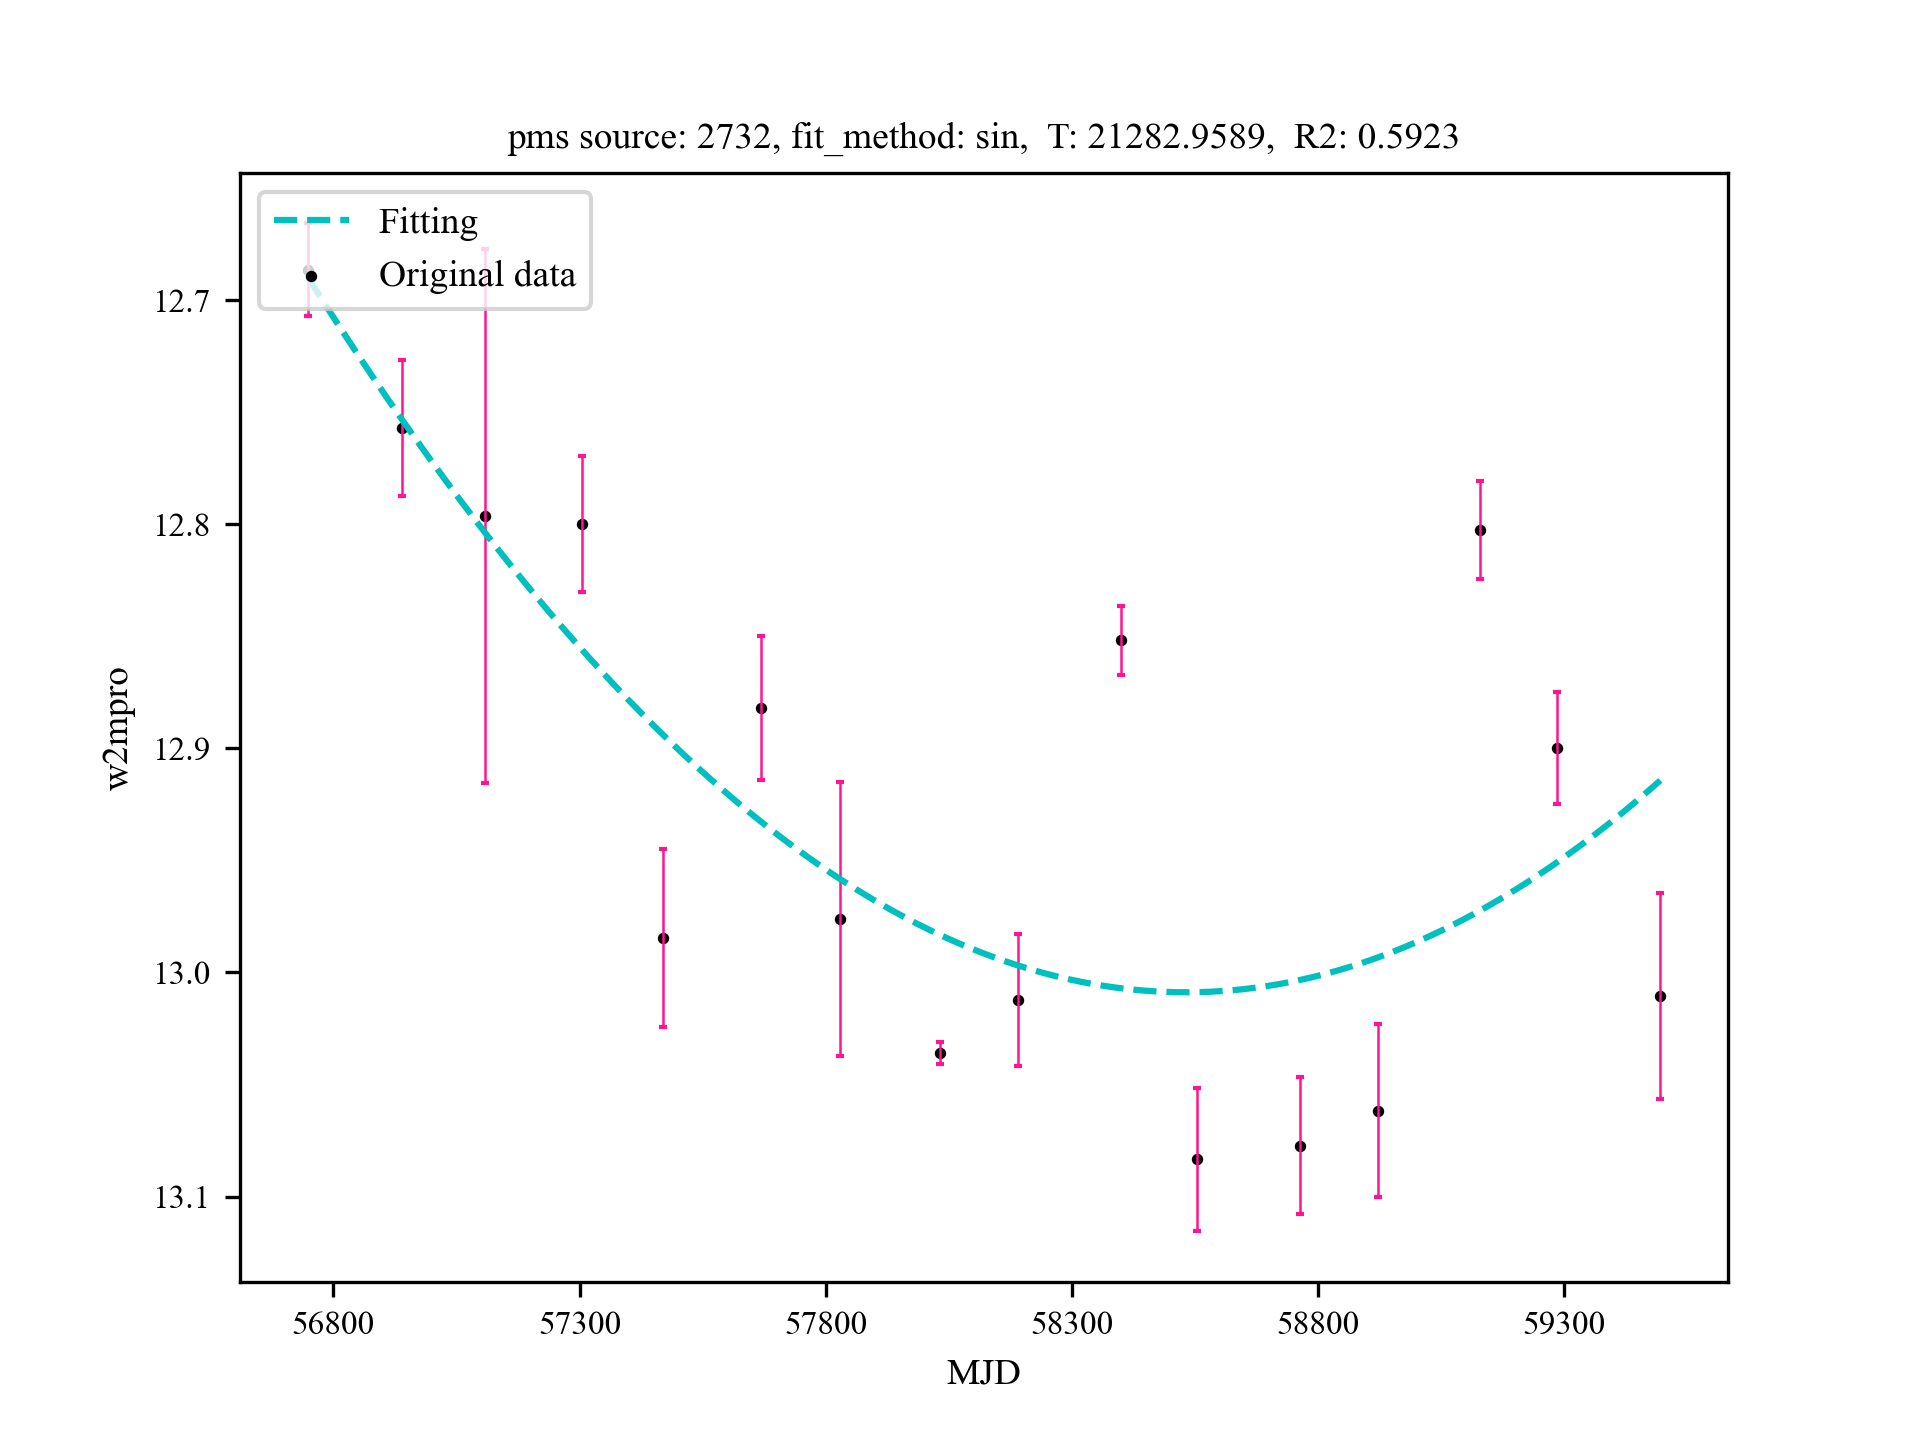 pms source: 2732, fit_method: sin,  T: 21282.9589,  R2: 0.5923
Fitting
Original data
12.7
12.8
12.9
13.0
13.1
w2mpro
56800
57300
57800
58300
58800
59300
MJD